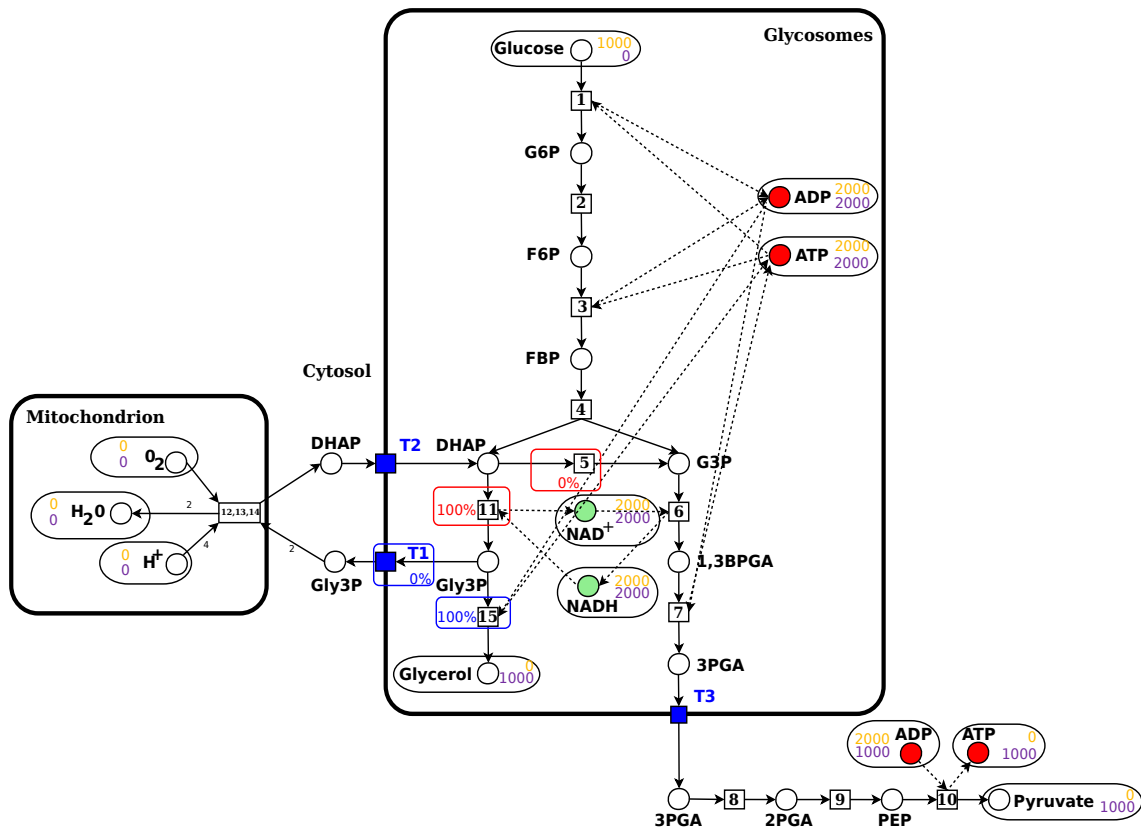 Glycosomes
Glucose 1000
0
1
G6P
2
ADP 2000
2000
F6P
ATP 2000
2000
3
FBP
Cytosol
4
Mitochondrion
DHAP T2 DHAP 5 G3P
0%
0
0 O2
100% 11
NAD+ 2000
2000
6
0
0 H20
2
12,13,14
0
0 H+
4
2
Gly3P
T1
0%
Gly3P
1,3BPGA
NADH 2000
2000
100% 15
7
Glycerol 0
1000
3PGA
T3
2000
1000 ADP
ATP 0
1000
3PGA 8 2PGA 9 PEP 10 Pyruvate 0
1000